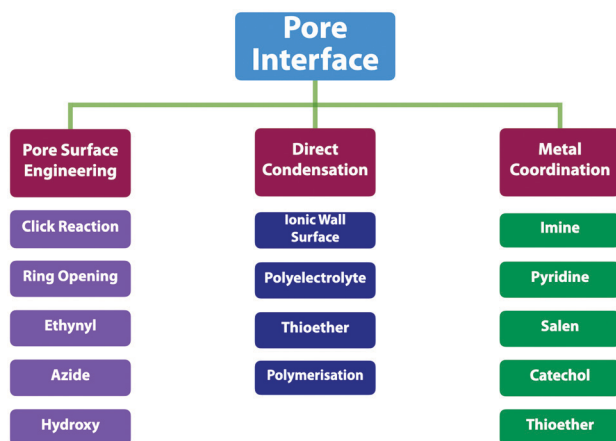 Pore
Interface
Pore Surface
Engineering
Click Reaction
Ring Opening
Ethynyl
Azide
Hydroxy
Direct
Condensation
Ionic Wall
Surface
Polyelectrolyte
Thioether
Polymerisation
Metal
Coordination
Imine
Pyridine
Salen
Catechol
Thioether